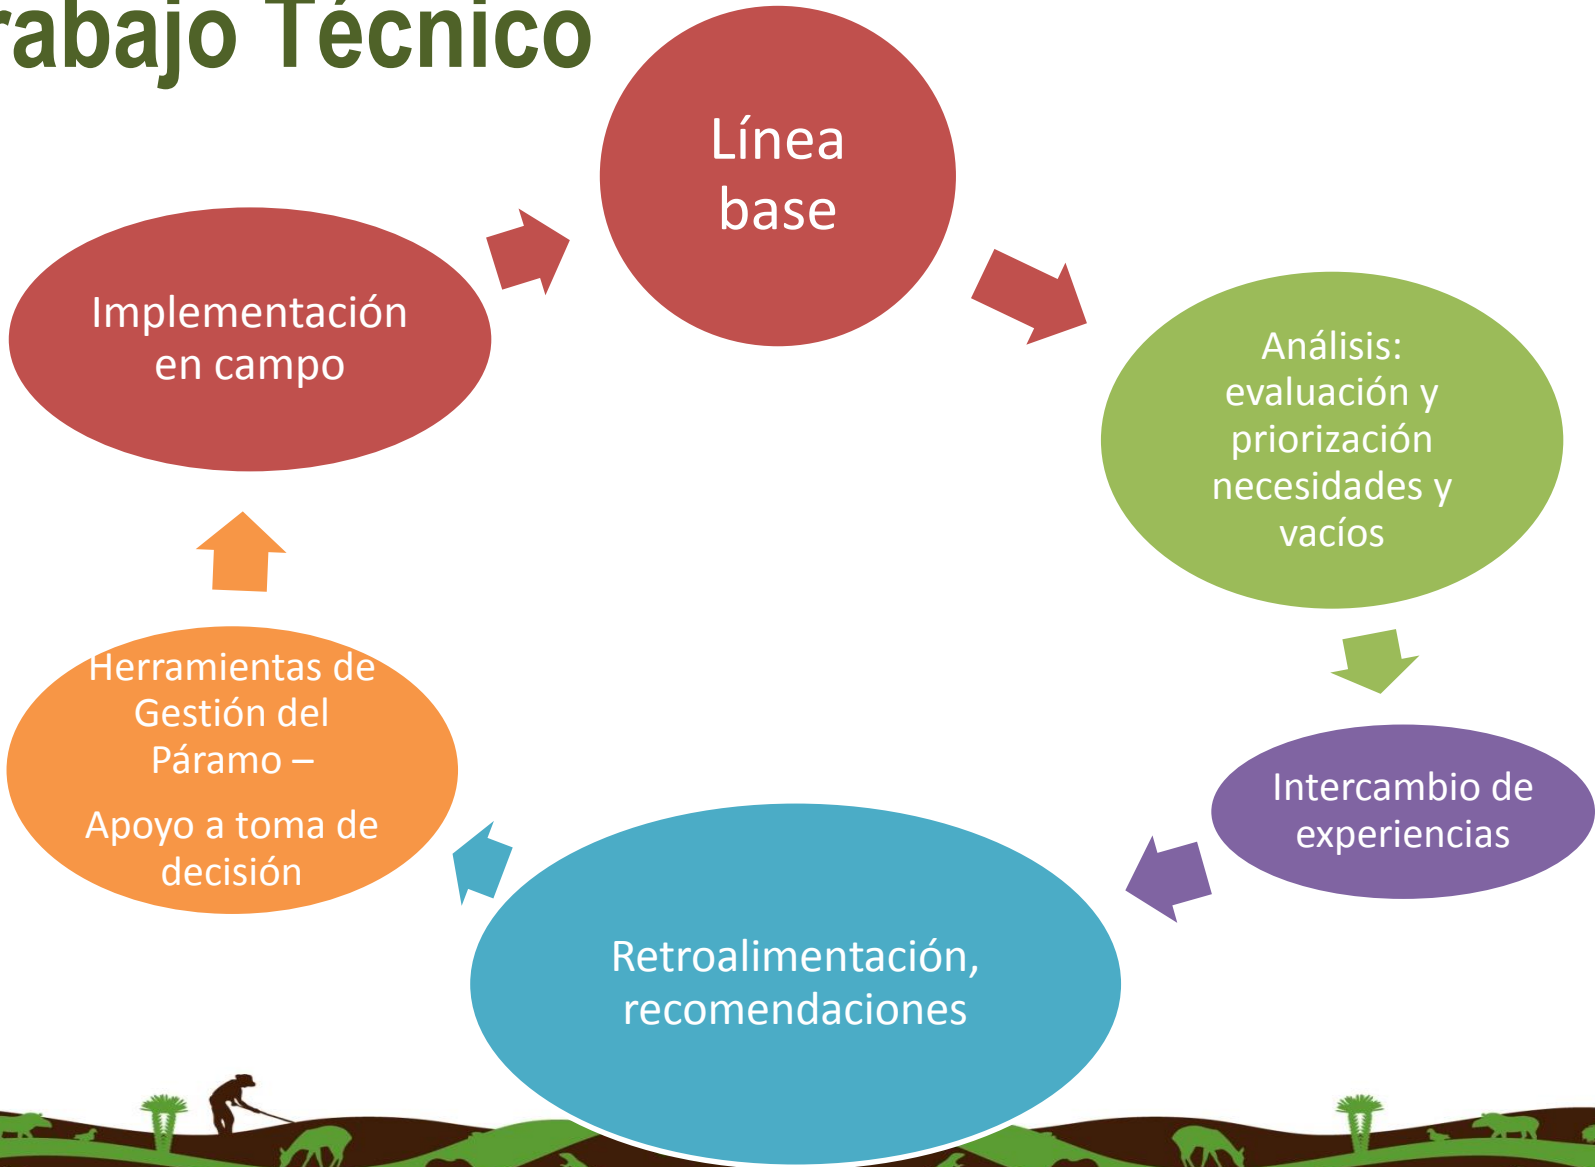 rabajo Técnico
Línea
base
Análisis:
evaluación y
priorización
necesidades y
vacíos
Intercambio de
experiencias
Retroalimentación,
recomendaciones
Herramientas de
Gestión del
Páramo –
Apoyo a toma de
decisión
Implementación
en campo